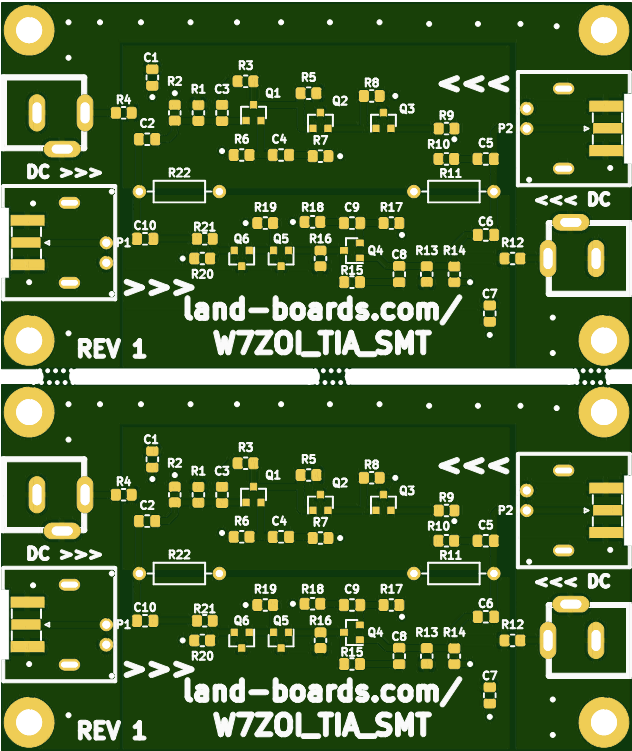 C1
R3
R2
R1
C3
Q1
R5
Q2
R8
Q3
<<<
R4
C2
R6
C4
R7
R9
R10
C5
P2
DC >>>
R22
R11
<<< DC
C10
P1
R21
R19
R18
C9
R17
Q6
Q5
R16
Q4
R20
R15
C8
R13
R14
C6
R12
>>>
C7
land-boards.com/
W7ZOI_TIA_SMT
REV 1
C1
R3
R2
R1
C3
Q1
R5
Q2
R8
Q3
<<<
R4
C2
R6
C4
R7
R9
R10
C5
P2
DC >>>
R22
R11
<<< DC
C10
P1
R21
R19
R18
C9
R17
Q6
Q5
R16
Q4
R20
R15
C8
R13
R14
C6
R12
>>>
C7
land-boards.com/
W7ZOI_TIA_SMT
REV 1